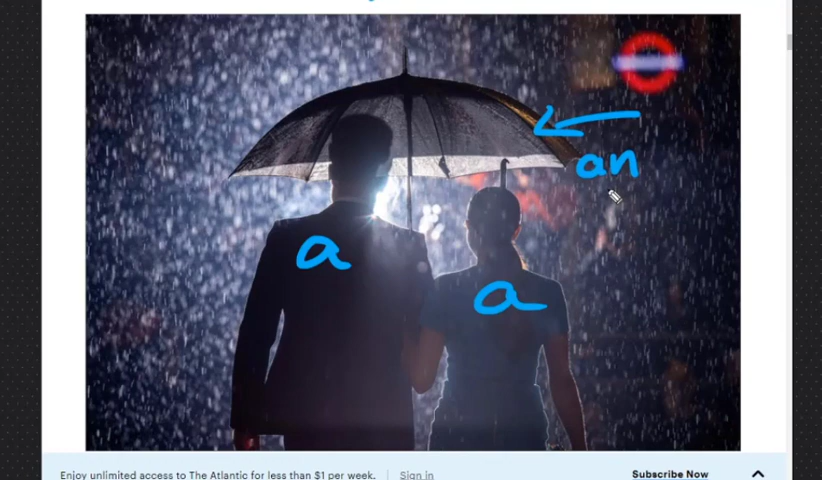 an
a
a
Enjoy unlimited access to The Atlantic for less than $1 per week.
Sign in
Subscribe Now